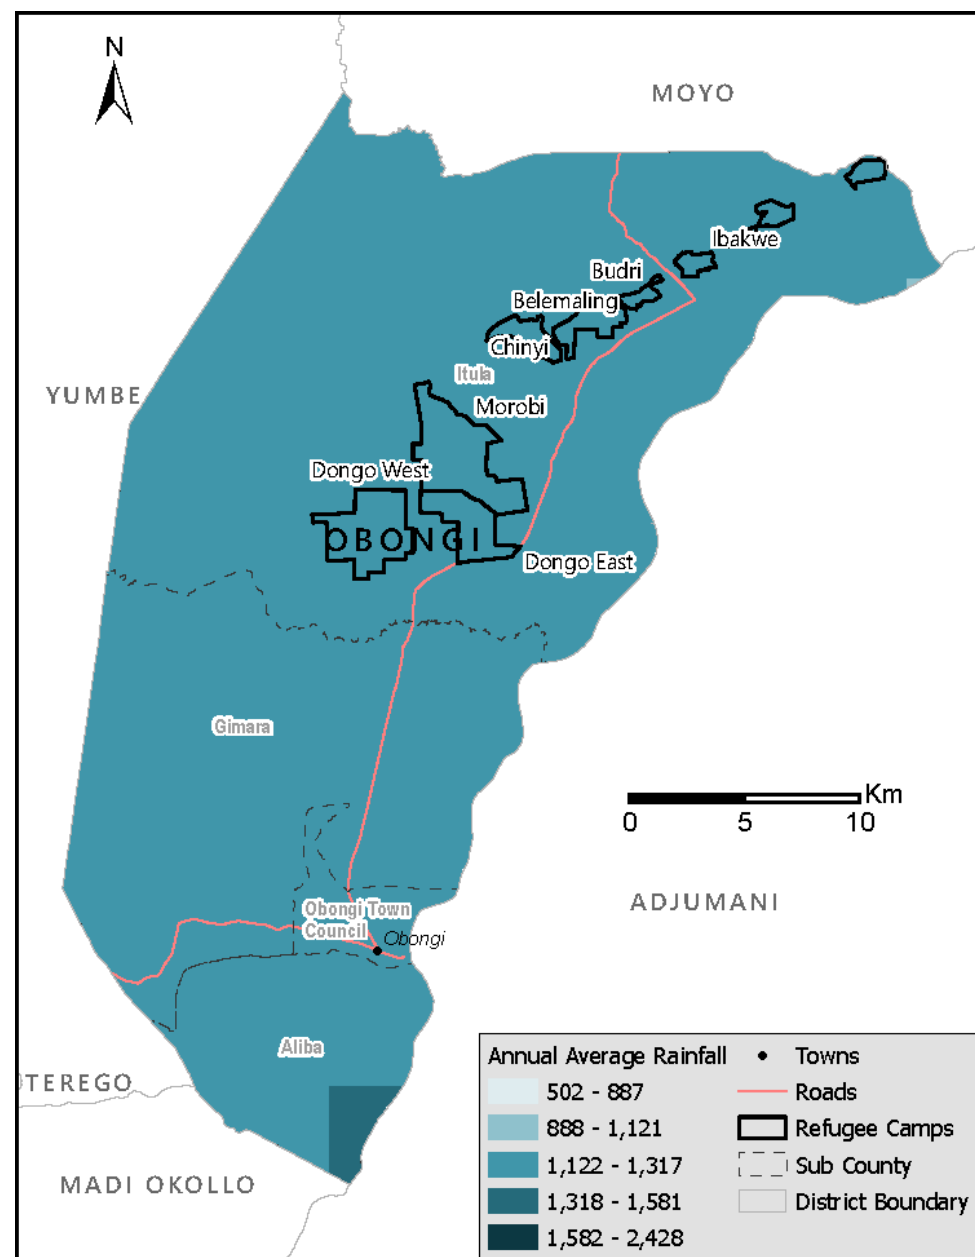 N
MOYO
Ibakwe
Budri
Belemaling
Chinyi
Itula
YUMBE
Morobi
Dongo West
OBONGI
Dongo East
Gimara
Km
0 5 10
ADJUMANI
Obongi Town
Council
Obongi
Aliba
TEREGO
MADI OKOLLO
Annual Average Rainfall
502 - 887
888 - 1,121
1,122 - 1,317
1,318 - 1,581
1,582 - 2,428
Towns
Roads
Refugee Camps
Sub County
District Boundary